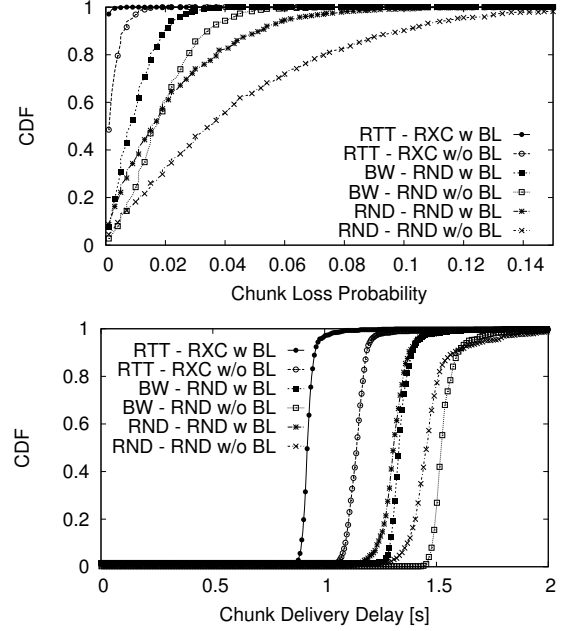 1
0.8
0.6
0.4
0.2
0
CDF
RTT - RXC w BL
RTT - RXC w/o BL
BW - RND w BL
BW - RND w/o BL
RND - RND w BL
RND - RND w/o BL
0 0.02 0.04 0.06 0.08 0.1 0.12 0.14
Chunk Loss Probability
1
0.8
0.6
0.4
0.2
0
CDF
RTT - RXC w BL
RTT - RXC w/o BL
BW - RND w BL
BW - RND w/o BL
RND - RND w BL
RND - RND w/o BL
0 0.5 1 1.5 2
Chunk Delivery Delay [s]